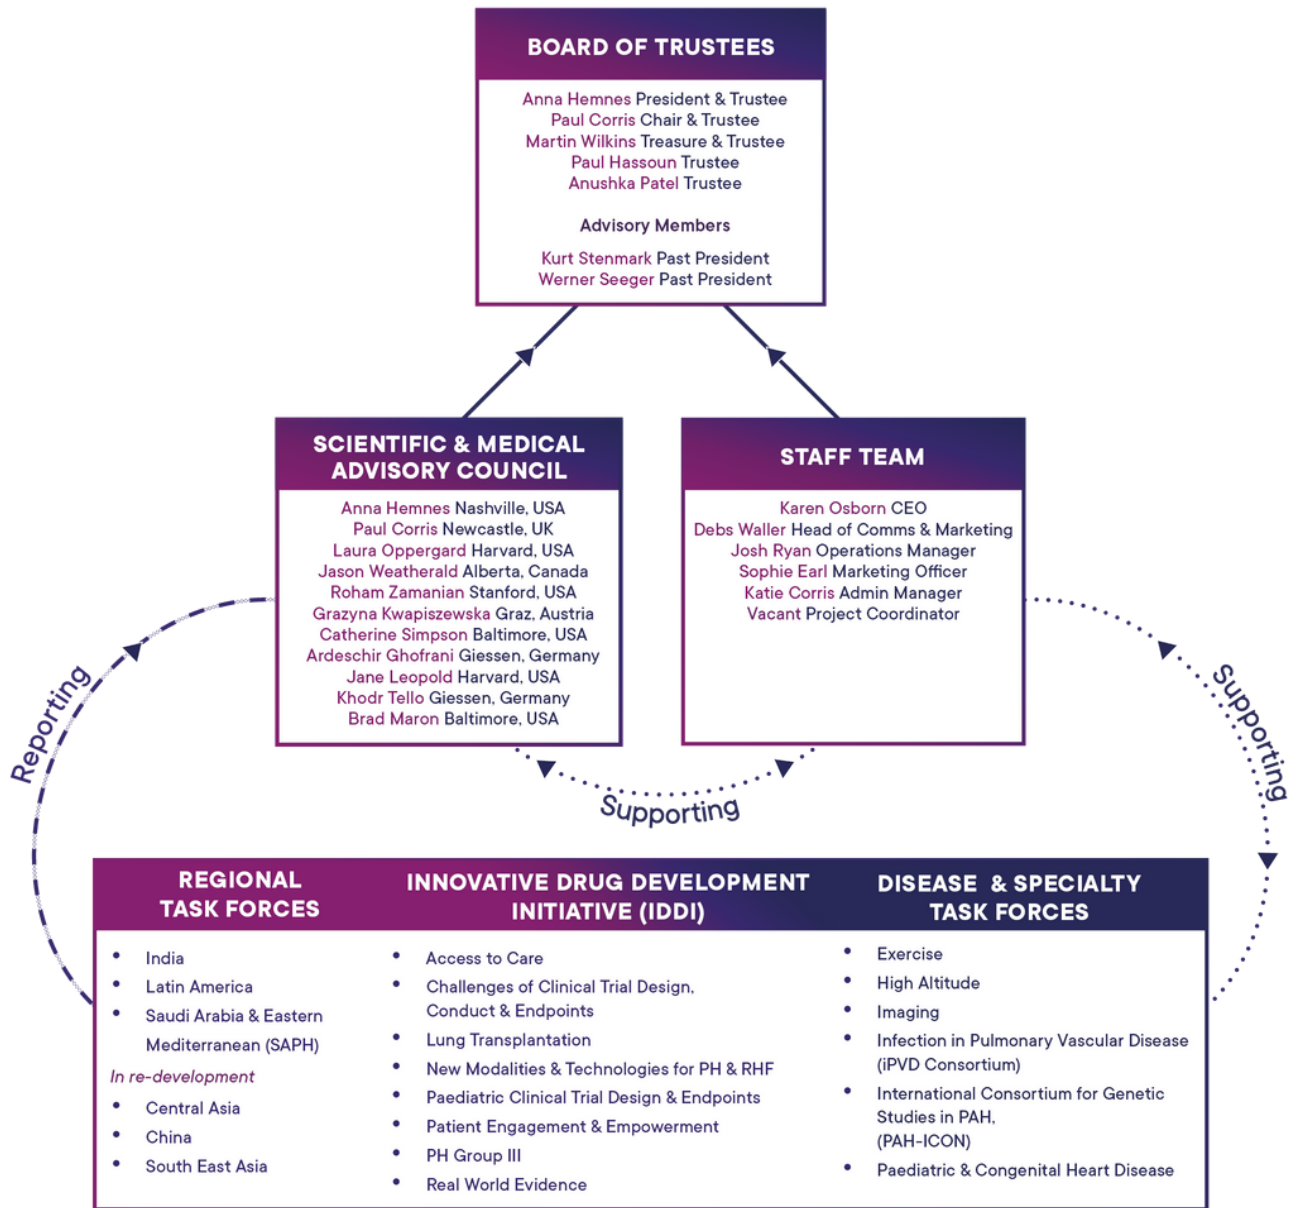 BOARD OF TRUSTEES
Anna Hemnes President & Trustee
Paul Corris Chair & Trustee
Martin Wilkins Treasure & Trustee
Paul Hassoun Trustee
Anushka Patel Trustee
Advisory Members
Kurt Stenmark Past President
Werner Seeger Past President
SCIENTIFIC & MEDICAL
ADVISORY COUNCIL
Anna Hemnes Nashville, USA
Paul Corris Newcastle, UK
Laura Oppergard Harvard, USA
Jason Weatherald Alberta, Canada
Roham Zamanian Stanford, USA
Grazyna Kwapiszewska Graz, Austria
Catherine Simpson Baltimore, USA
Ardeschir Ghofrani Giessen, Germany
Jane Leopold Harvard, USA
Khodr Tello Giessen, Germany
Brad Maron Baltimore, USA
STAFF TEAM
Karen Osborn CEO
Debs Waller Head of Comms & Marketing
Josh Ryan Operations Manager
Sophie Earl Marketing Officer
Katie Corris Admin Manager
Vacant Project Coordinator
Reporting
Supporting
Supporting
REGIONAL
TASK FORCES
• India
• Latin America
• Saudi Arabia & Eastern
Mediterranean (SAPH)
In re-development
• Central Asia
• China
• South East Asia
INNOVATIVE DRUG DEVELOPMENT
INITIATIVE (IDDI)
• Access to Care
• Challenges of Clinical Trial Design,
Conduct & Endpoints
• Lung Transplantation
• New Modalities & Technologies for PH & RHF
• Paediatric Clinical Trial Design & Endpoints
• Patient Engagement & Empowerment
• PH Group III
• Real World Evidence
DISEASE & SPECIALTY
TASK FORCES
• Exercise
• High Altitude
• Imaging
• Infection in Pulmonary Vascular Disease
(iPVD Consortium)
• International Consortium for Genetic
Studies in PAH,
(PAH-ICON)
• Paediatric & Congenital Heart Disease